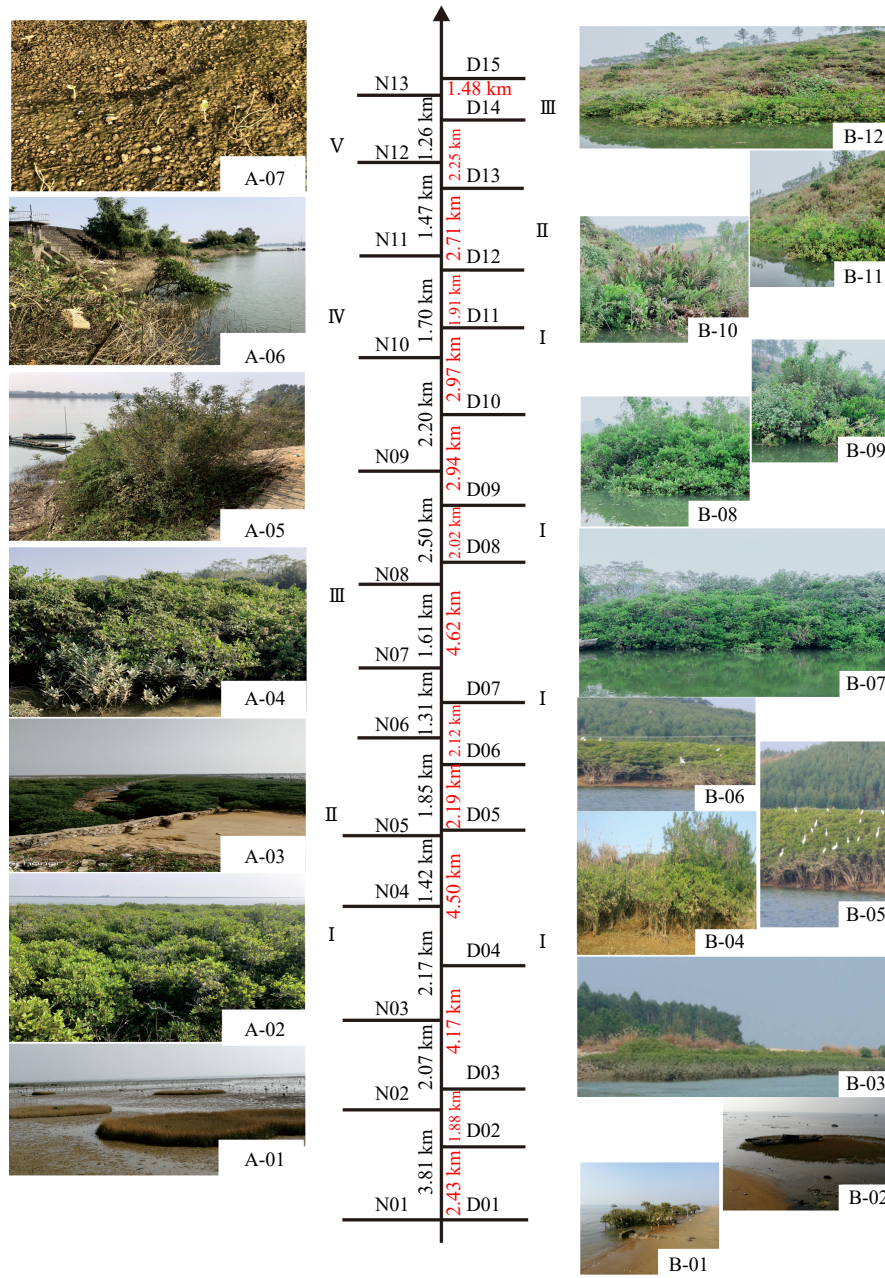 A-07
A-06
A-05
A-04
A-03
A-02
A-01
Ⅴ
Ⅳ
Ⅲ
Ⅱ
Ⅰ
N13
1.26 km
N12
1.47 km
N11
1.70 km
N10
2.20 km
N09
2.50 km
N08
1.61 km
N07
1.31 km
N06
1.85 km
N05
1.42 km
N04
2.17 km
N03
2.07 km
N02
3.81 km
N01
D15
1.48 km
D14
2.25 km
D13
2.71 km
D12
1.91 km
D11
2.97 km
D10
2.94 km
D09
2.02 km
D08
4.62 km
D07
2.12 km
D06
2.19 km
D05
4.50 km
D04
4.17 km
D03
1.88 km
D02
2.43 km
D01
Ⅲ
Ⅱ
Ⅰ
Ⅰ
Ⅰ
Ⅰ
B-12
B-11
B-10
B-09
B-08
B-07
B-06
B-05
B-04
B-03
B-02
B-01